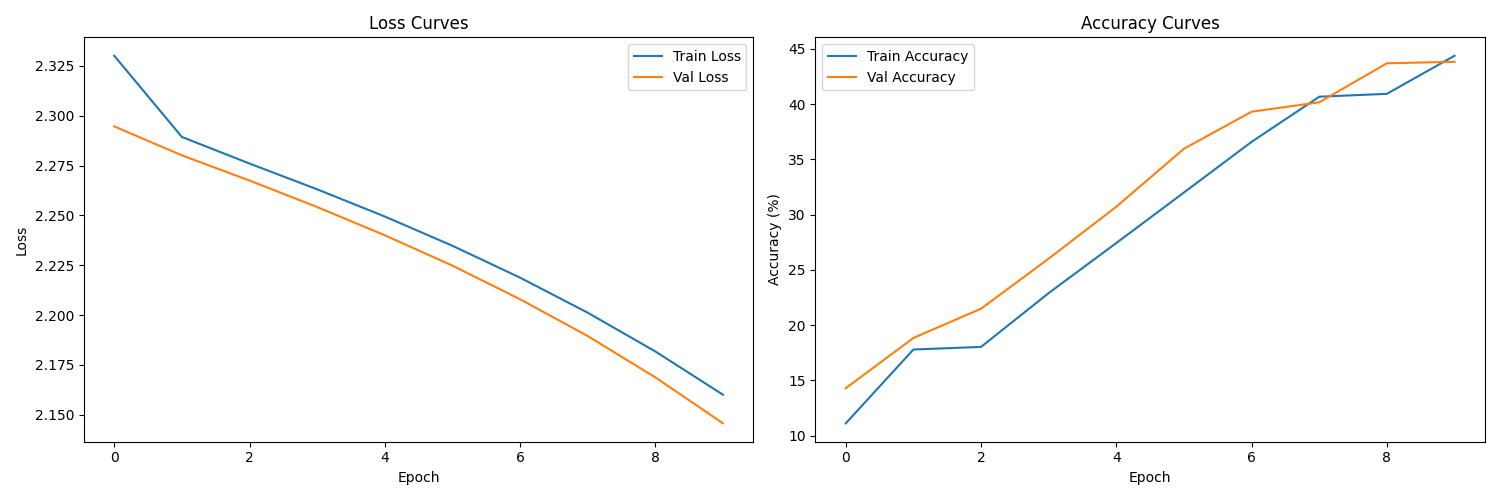 Loss Curves
Train Loss
Val Loss
2.325
2.300
2.275
2.250
2.225
2.200
2.175
2.150
Loss
0 2 4 6 8
Epoch
Accuracy Curves
Train Accuracy
Val Accuracy
45
40
35
30
25
20
15
10
Accuracy (%)
0 2 4 6 8
Epoch